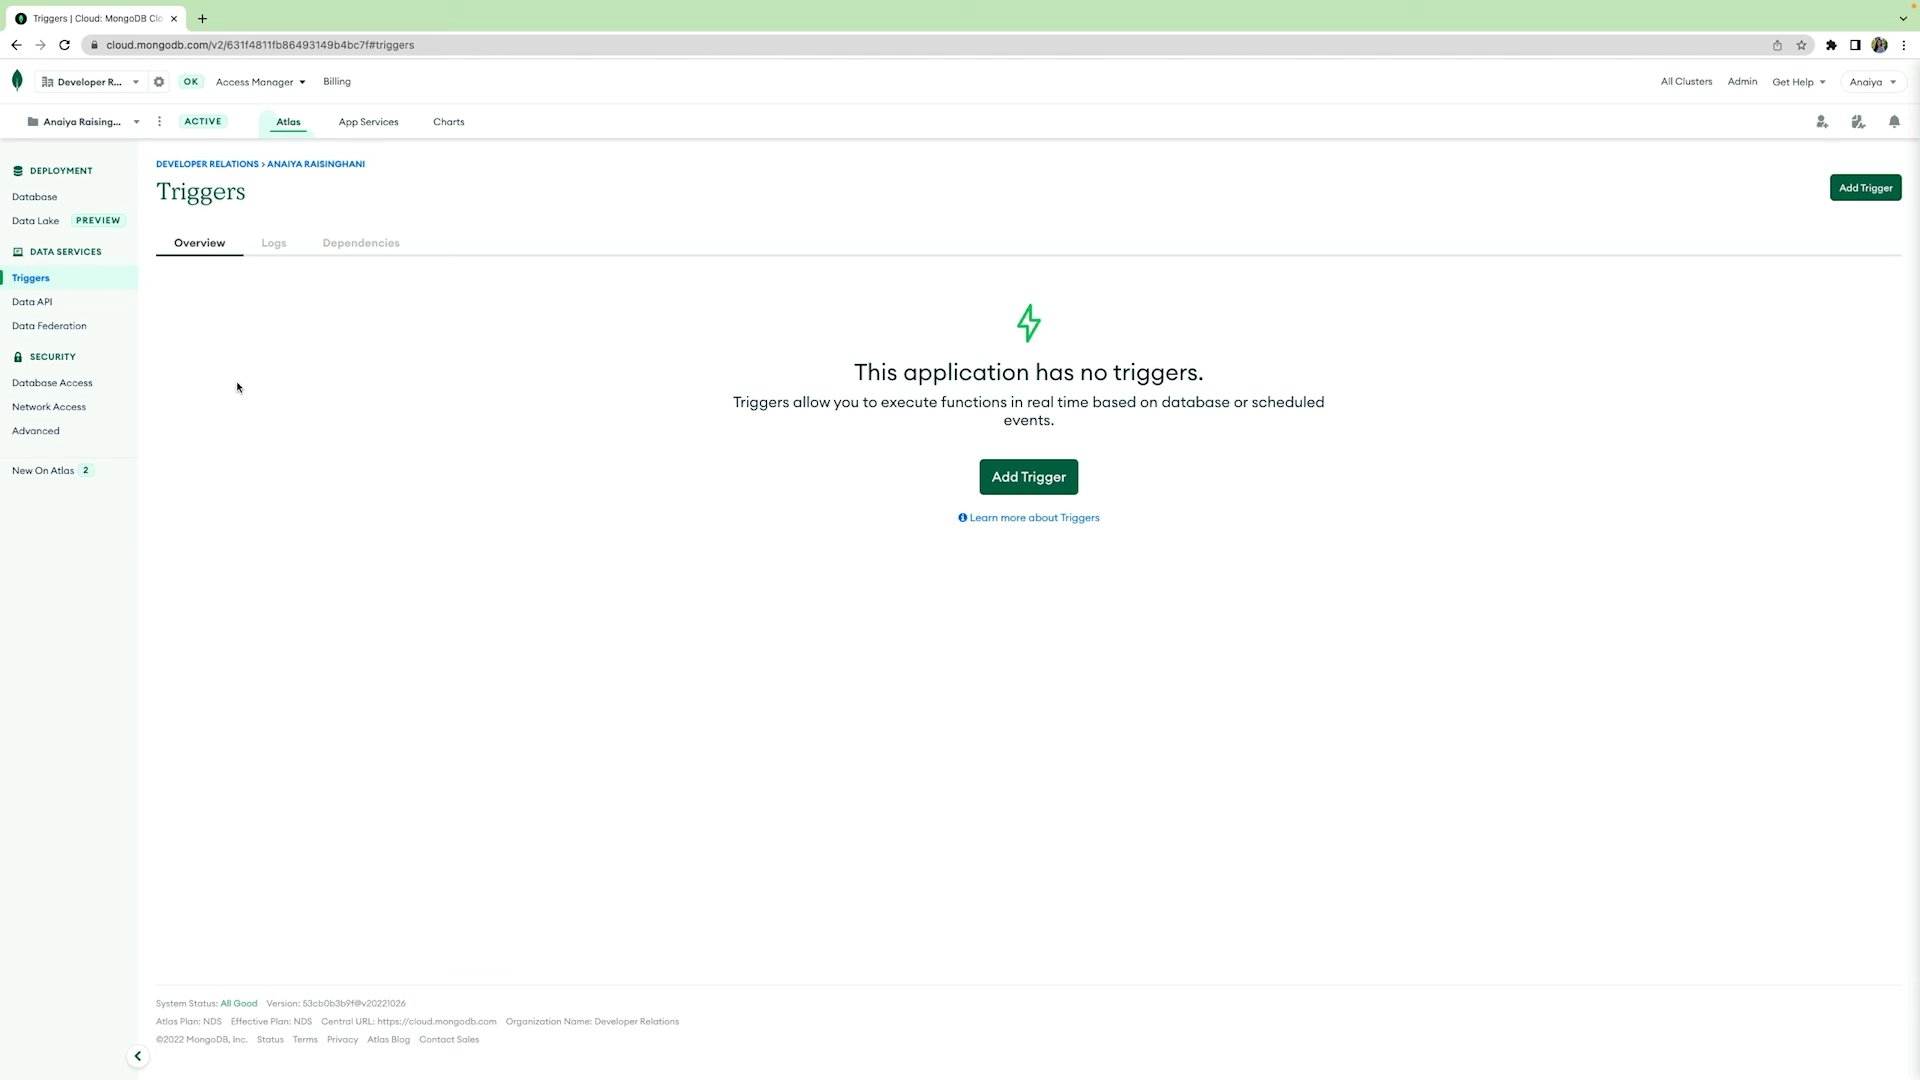 Triggers | Cloud: MongoDB Clo
cloud.mongodb.com/v2/631f4811fb86493149b4bc7f#triggers
Developer R...
OK
Access Manager
Billing
All Clusters
Admin
Get Help
Anaiya
Anaiya Raising...
ACTIVE
Atlas
App Services
Charts
DEPLOYMENT
Database
Data Lake PREVIEW
DATA SERVICES
Triggers
Data API
Data Federation
SECURITY
Database Access
Network Access
Advanced
New On Atlas 2
DEVELOPER RELATIONS > ANAIYA RAISINGHANI
Triggers
Add Trigger
Overview
Logs
Dependencies
This application has no triggers.
Triggers allow you to execute functions in real time based on database or scheduled
events.
Add Trigger
Learn more about Triggers
System Status: All Good Version: 53cb0b3b9f@v20221026
Atlas Plan: NDS Effective Plan: NDS Central URL: https://cloud.mongodb.com Organization Name: Developer Relations
©2022 MongoDB, Inc. Status Terms Privacy Atlas Blog Contact Sales